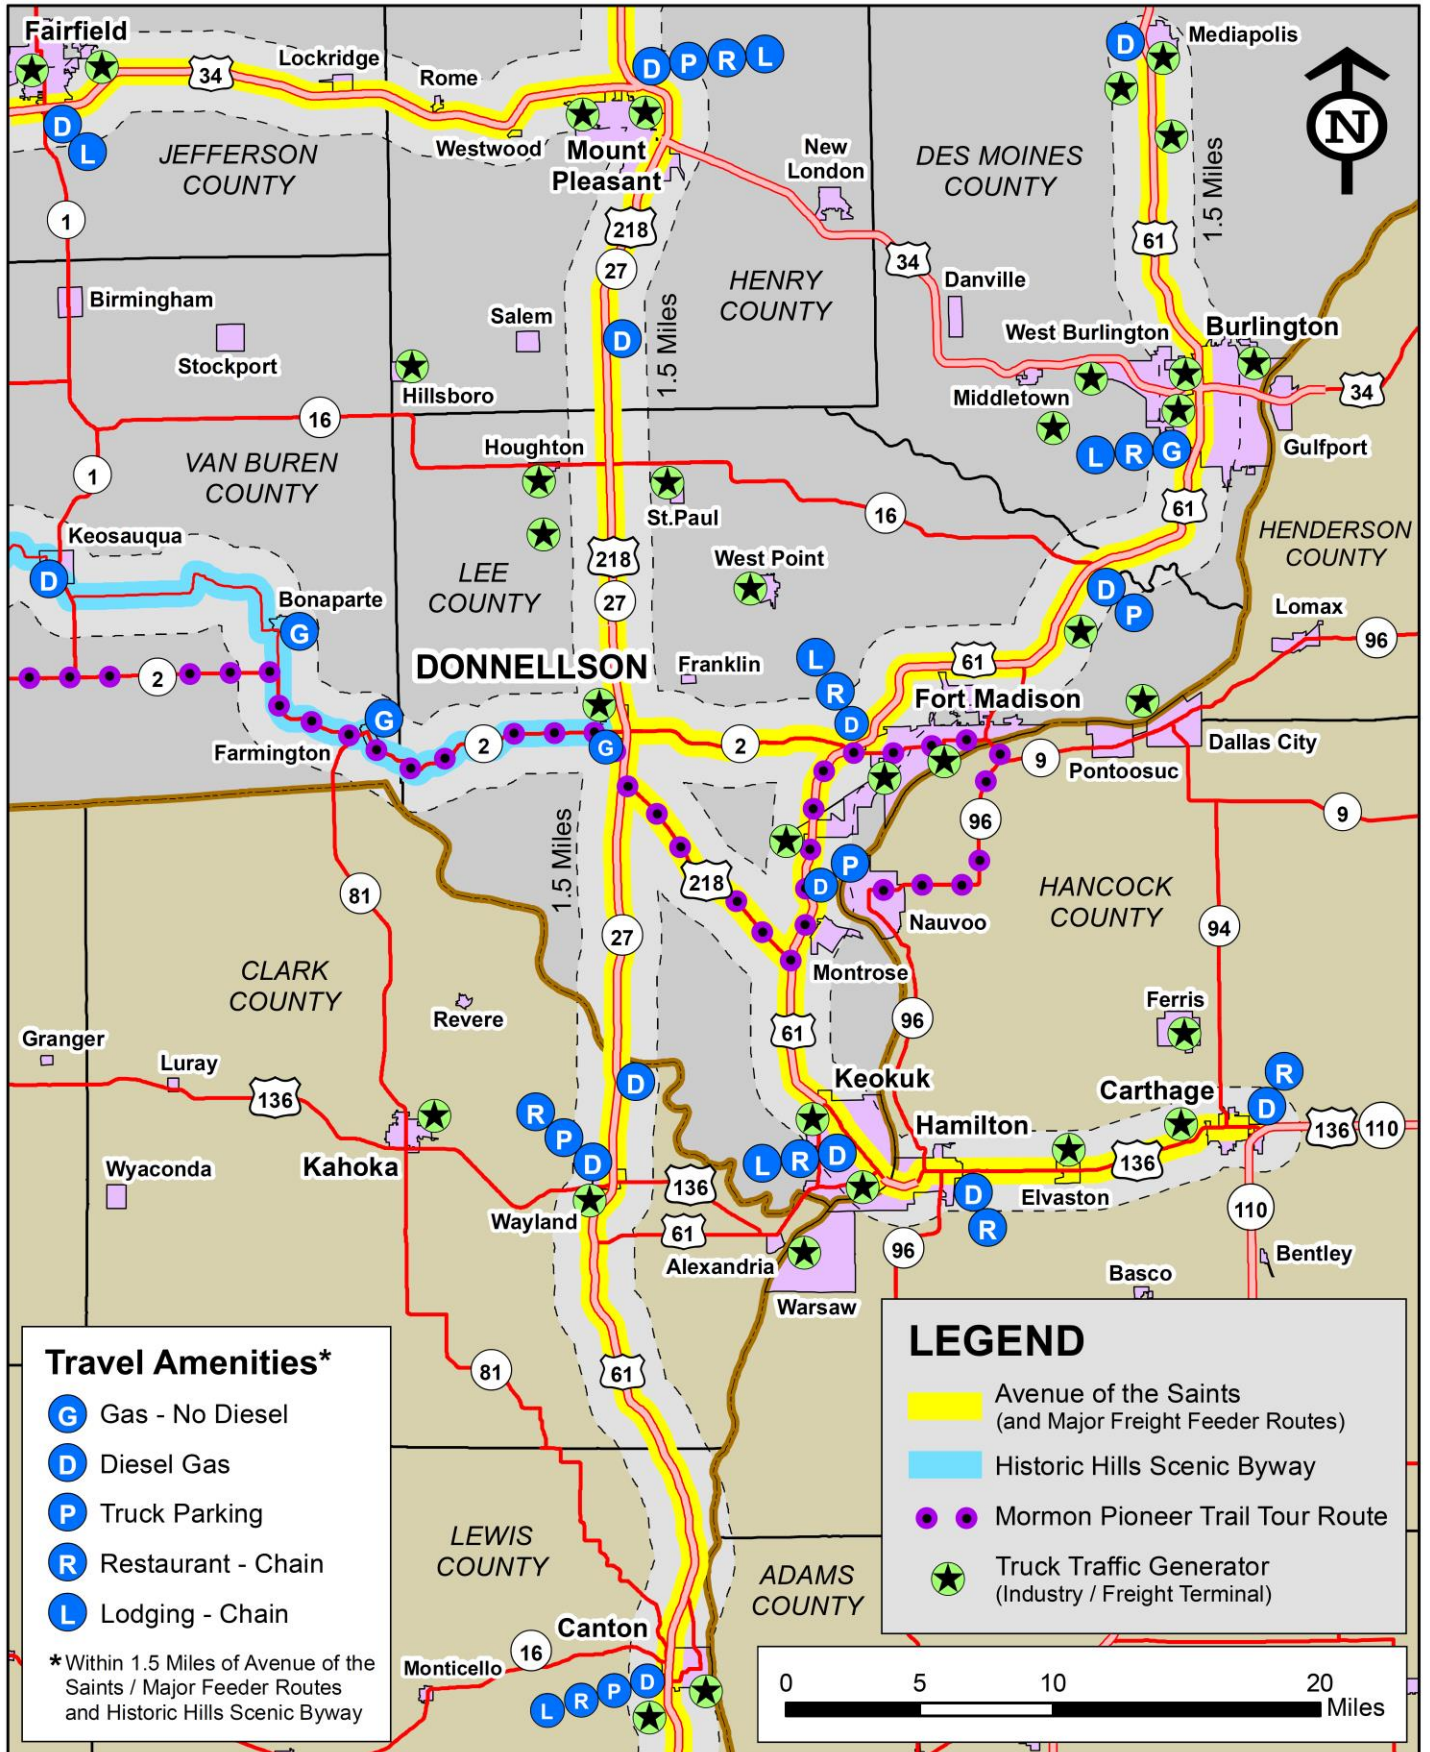 Fairfield
Lockridge
Rome
34
D P R L
D
Mediapolis
N
D
L
Westwood
Mount
Pleasant
New
London
JEFFERSON
COUNTY
DES MOINES
COUNTY
1.5 Miles
1
218
61
27
34
HENRY
COUNTY
Danville
Birmingham
Salem
1.5 Miles
West Burlington
Burlington
Stockport
D
Hillsboro
Middletown
34
16
Houghton
L R G
Gulfport
VAN BUREN
COUNTY
1
St.Paul
16
61
HENDERSON
COUNTY
Keosauqua
218
West Point
D
LEE
COUNTY
27
D
P
Bonaparte
G
Lomax
96
DONNELLSON
Franklin
L
R
D
61
Fort Madison
2
G
Farmington
2
G
2
9
Pontoosuc
Dallas City
1.5 Miles
96
9
81
218
P
D
HANCOCK
COUNTY
Nauvoo
27
94
Montrose
CLARK
COUNTY
Revere
61
96
Ferris
Granger
Luray
136
D
Keokuk
R
Carthage
D
R
P
D
Hamilton
136
110
Kahoka
L R D
136
Wyaconda
136
D
R
Elvaston
Wayland
61
110
Alexandria
96
Bentley
Warsaw
Basco
61
81
Travel Amenities*
G Gas - No Diesel
D Diesel Gas
P Truck Parking
R Restaurant - Chain
L Lodging - Chain
* Within 1.5 Miles of Avenue of the
Saints / Major Feeder Routes
and Historic Hills Scenic Byway
LEGEND
Avenue of the Saints
(and Major Freight Feeder Routes)
Historic Hills Scenic Byway
Mormon Pioneer Trail Tour Route
Truck Traffic Generator
(Industry / Freight Terminal)
LEWIS
COUNTY
ADAMS
COUNTY
Canton
16
Monticello
L R P D
0 5 10 20
Miles